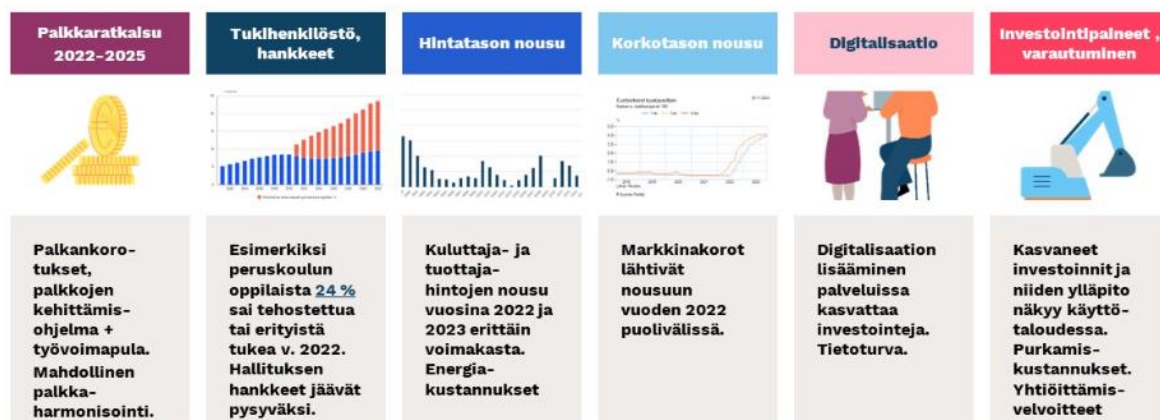 Palkkaratkaisu
2022–2025
Tukihenkilöstö,
hankkeet
Hintatason nousu
Korkotason nousu
Digitalisaatio
Investointipaineet ,
varautuminen
Palkankoro-
tukset,
palkkojen
kehittämis-
ohjelma +
työvoimapula.
Mahdollinen
palkka-
harmonisointi.
Esimerkiksi
peruskoulun
oppilaista 24 %
sai tehostettua
tai erityistä
tukea v. 2022.
Hallituksen
hankkeet jäävät
pysyväksi.
Kuluttaja- ja
tuottaja-
hintojen nousu
vuosina 2022 ja
2023 erittäin
voimakasta.
Energia-
kustannukset
Markkinakorot
lähtivät
nousuun
vuoden 2022
puolivälissä.
Digitalisaation
lisääminen
palveluissa
kasvattaa
investointeja.
Tietoturva.
Kasvaneet
investoinnit ja
niiden ylläpito
näkyy käyttö-
taloudessa.
Purkamis-
kustannukset.
Yhtiöittämis-
velvoitteet